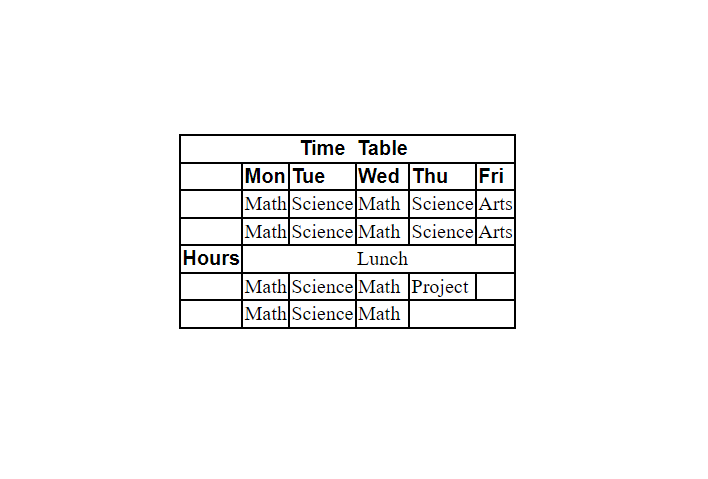 Time Table
Mon Tue Wed Thu Fri
Math Science Math Science Arts
Math Science Math Science Arts
Hours Lunch
Math Science Math Project
Math Science Math